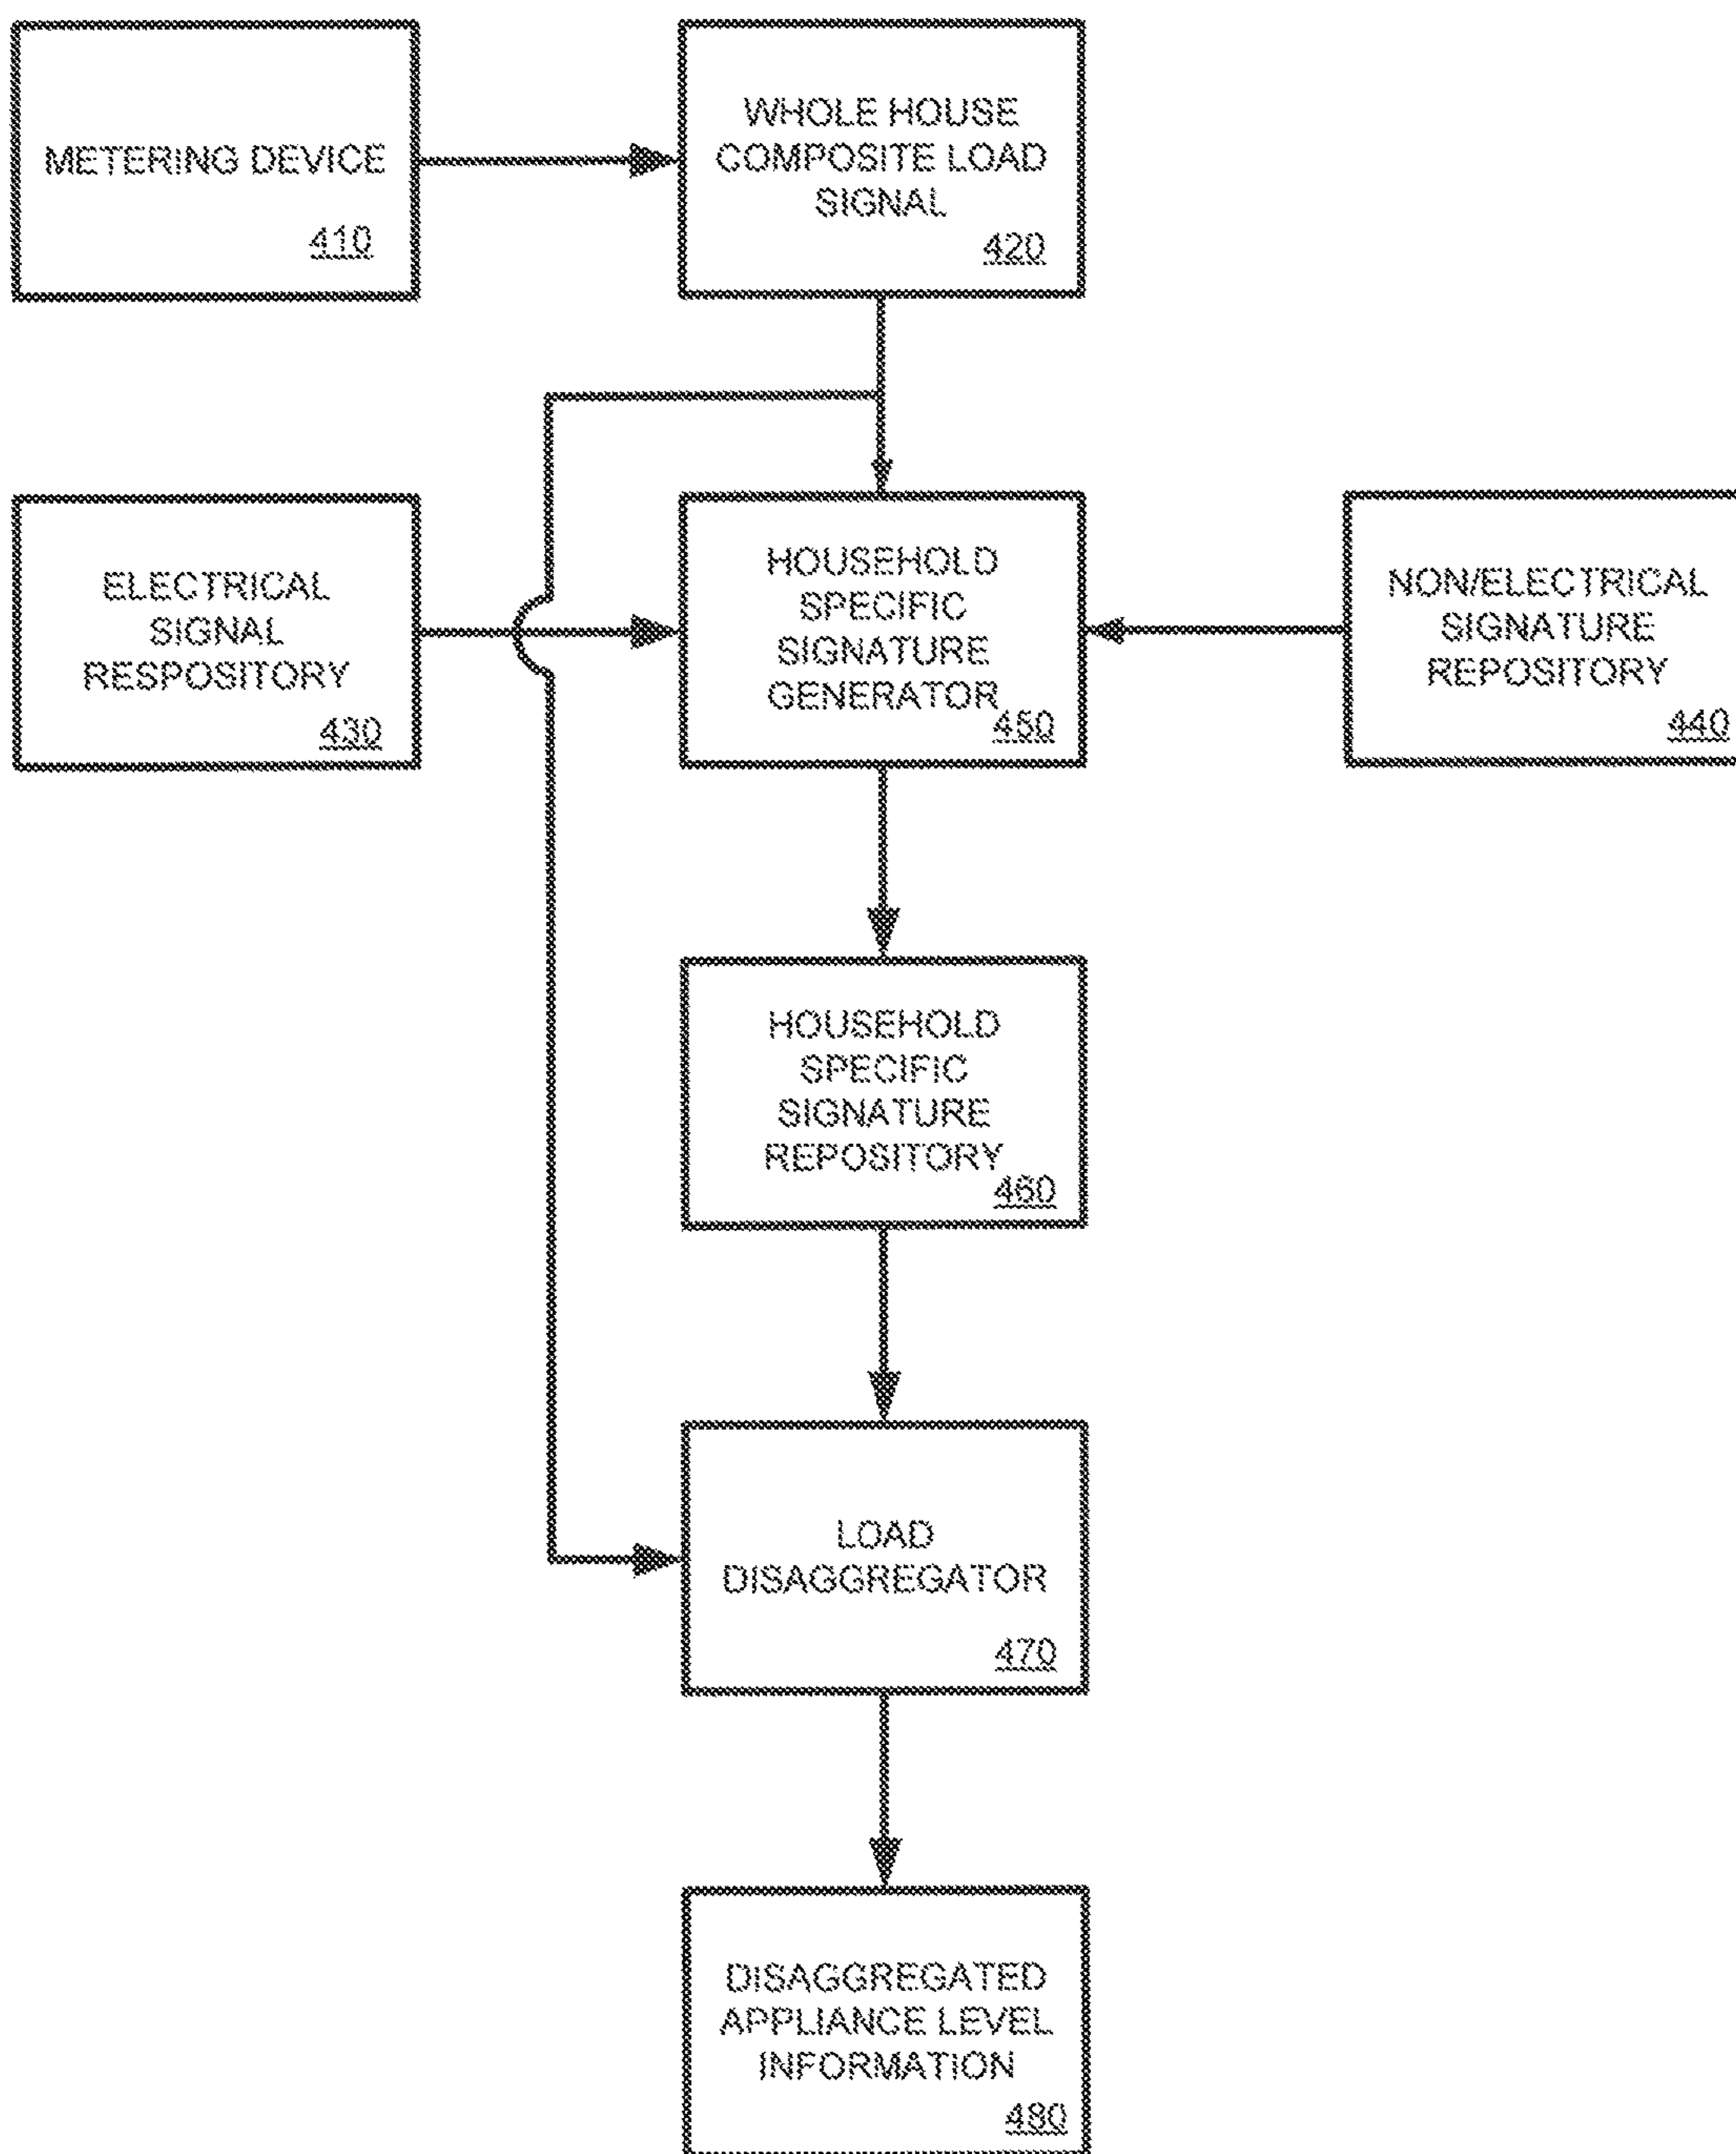 METERING DEVICE
410
WHOLE HOUSE
COMPOSITE LOAD
SIGNAL
420
ELECTRICAL
SIGNAL
RESPOSITORY
430
HOUSEHOLD
SPECIFIC
SIGNATURE
GENERATOR
450
NON/ELECTRICAL
SIGNATURE
REPOSITORY
440
HOUSEHOLD
SPECIFIC
SIGNATURE
REPOSITORY
460
LOAD
DISAGGREGATOR
470
DISAGGREGATED
APPLIANCE LEVEL
INFORMATION
480